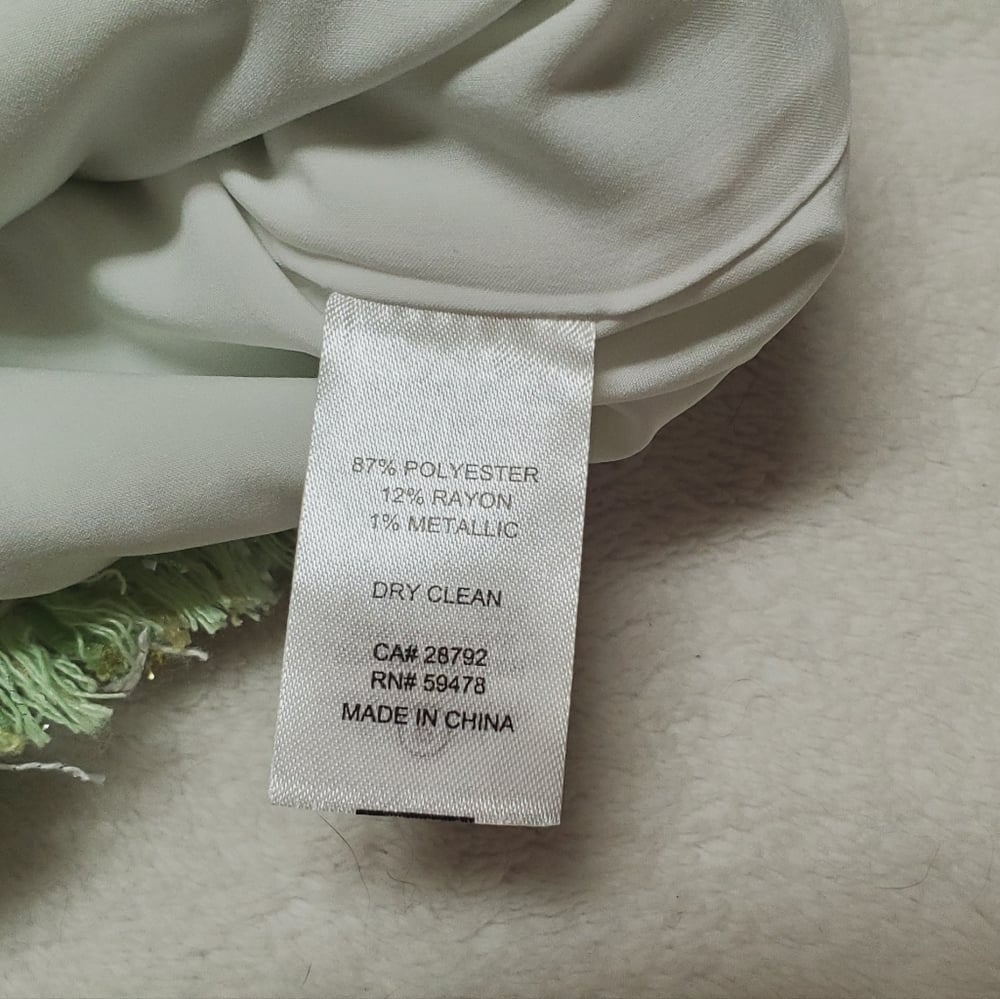 87% POLYESTER
12% RAYON
1% METALLIC
DRY CLEAN
CA# 28792
RN# 59478
MADE IN CHINA